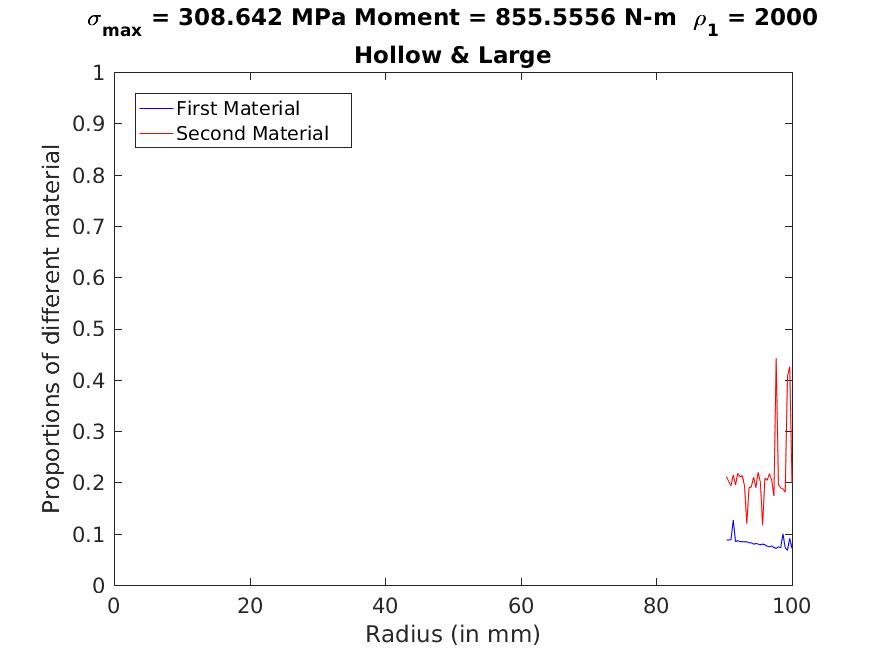 σmax = 308.642 MPa Moment = 855.5556 N-m ρ1 = 2000
Hollow & Large
First Material
Second Material
Proportions of different material
1
0.9
0.8
0.7
0.6
0.5
0.4
0.3
0.2
0.1
0
0 20 40 60 80 100
Radius (in mm)